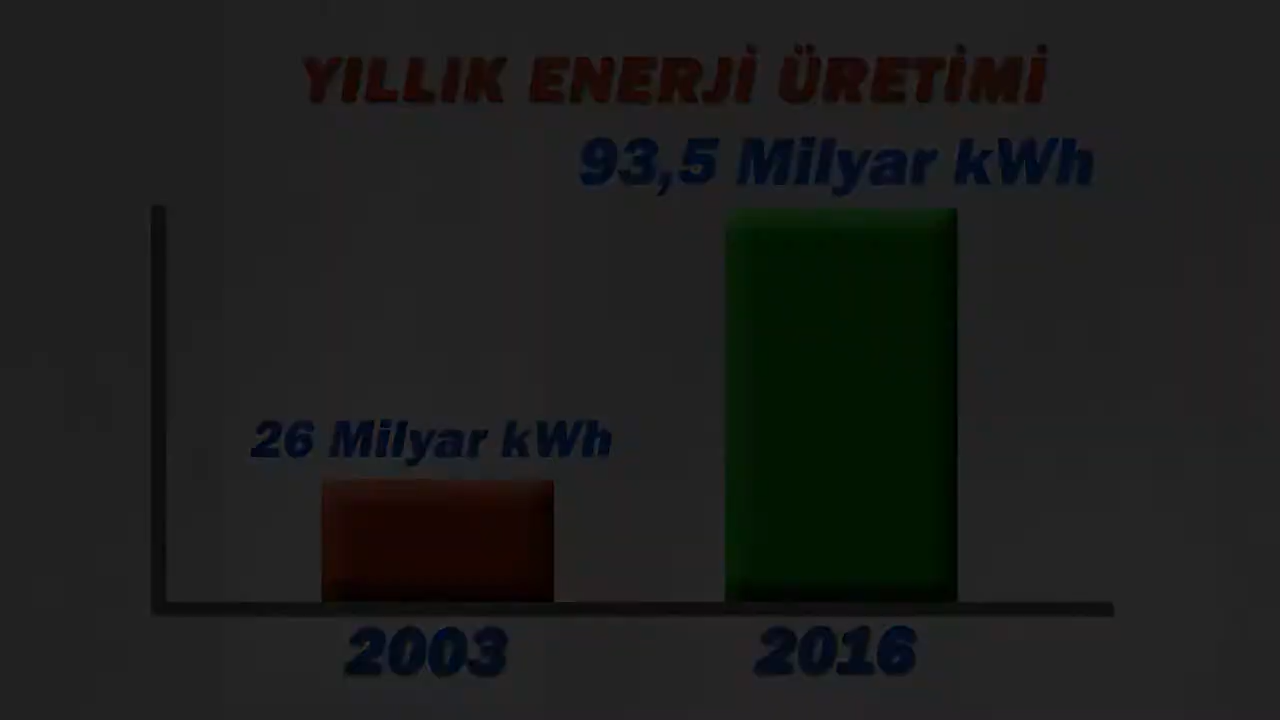 YILLIK ENERJİ ÜRETİMİ
93,5 Milyar kWh
26 Milyar kWh
2003
2016